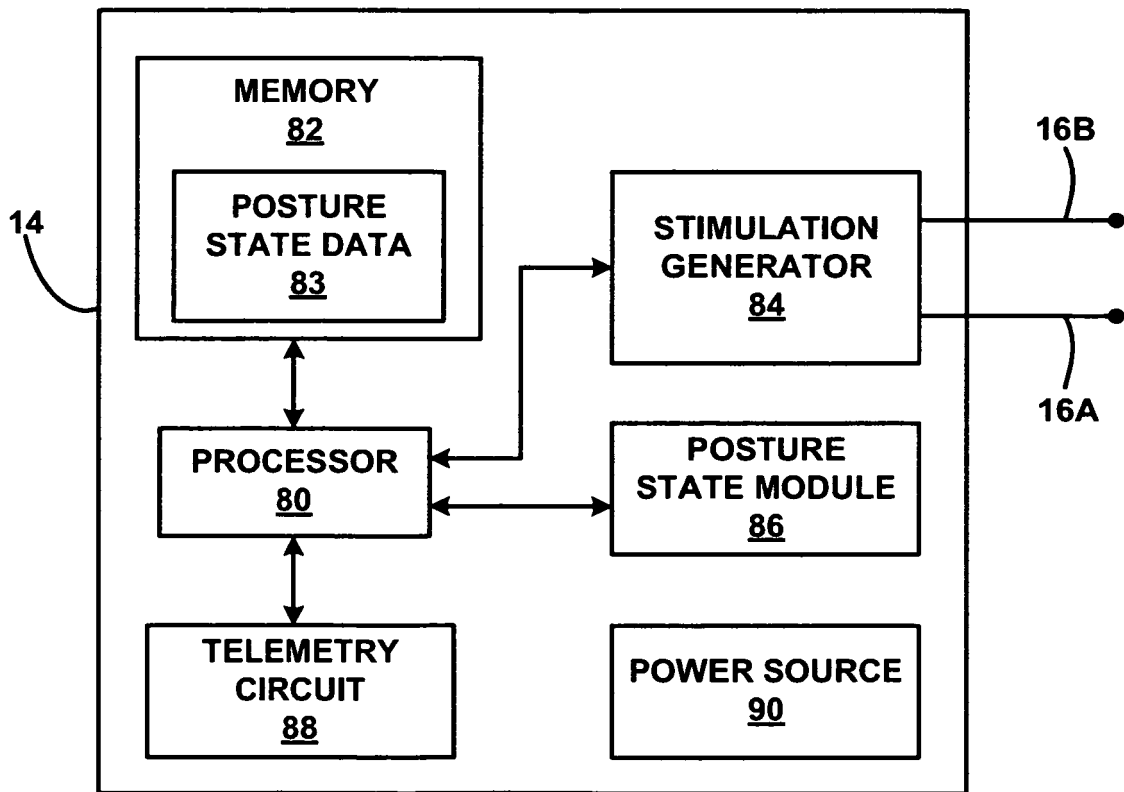 MEMORY
82
POSTURE
STATE DATA
83
14
16B
STIMULATION
GENERATOR
84
16A
PROCESSOR
80
POSTURE
STATE MODULE
86
TELEMETRY
CIRCUIT
88
POWER SOURCE
90